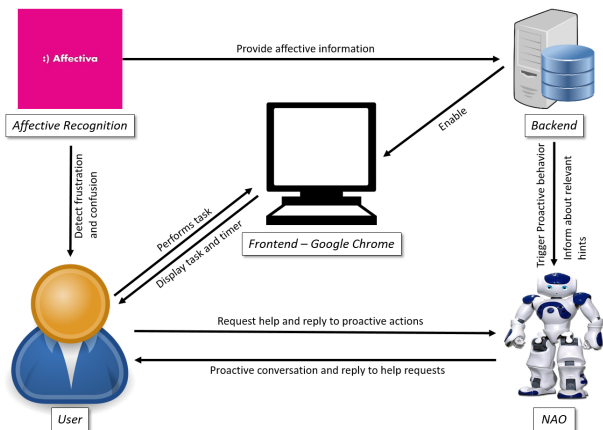 :) Affectiva
Provide affective information
Affective Recognition
Backend
Enable
Detect frustration
and confusion
Performs task
Display task and timer
Frontend – Google Chrome
Trigger Proactive behavior
Inform about relevant
hints
Request help and reply to proactive actions
Proactive conversation and reply to help requests
User
NAO